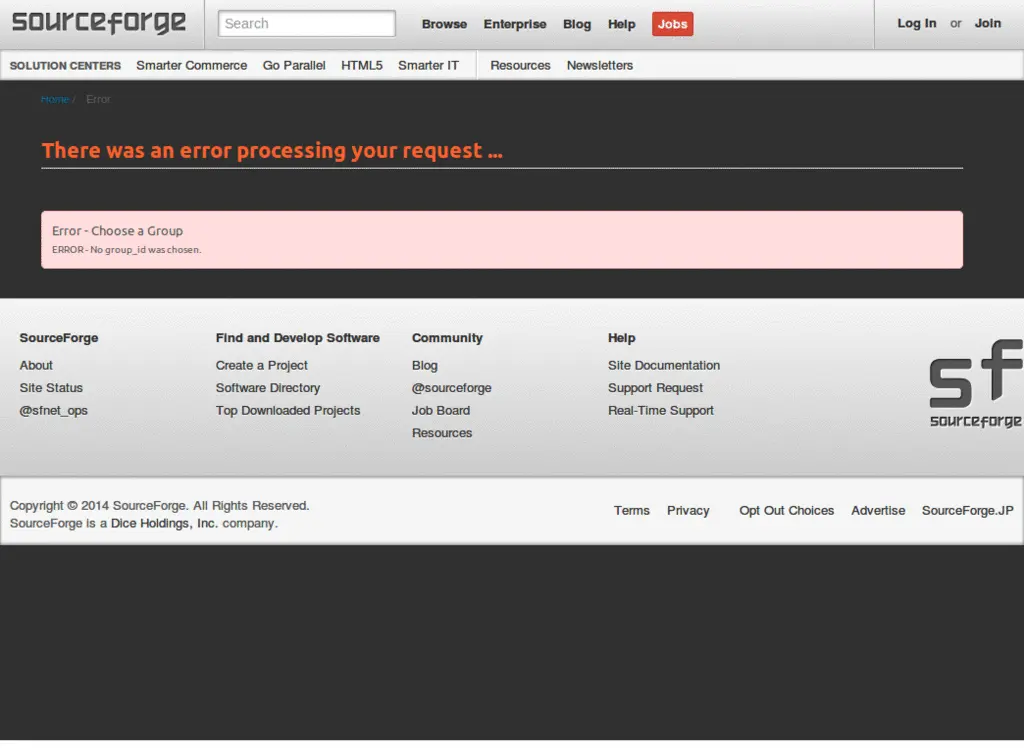 sourceforge
Search
Browse Enterprise Blog Help Jobs
Log In or Join
SOLUTION CENTERS Smarter Commerce Go Parallel HTML5 Smarter IT Resources Newsletters
Home / Error
There was an error processing your request ...
Error - Choose a Group
ERROR - No group_id was chosen.
SourceForge
About
Site Status
@sfnet_ops
Find and Develop Software
Create a Project
Software Directory
Top Downloaded Projects
Community
Blog
@sourceforge
Job Board
Resources
Help
Site Documentation
Support Request
Real-Time Support
sf
sourceforge
Copyright © 2014 SourceForge. All Rights Reserved.
SourceForge is a Dice Holdings, Inc. company.
Terms Privacy Opt Out Choices Advertise SourceForge.JP